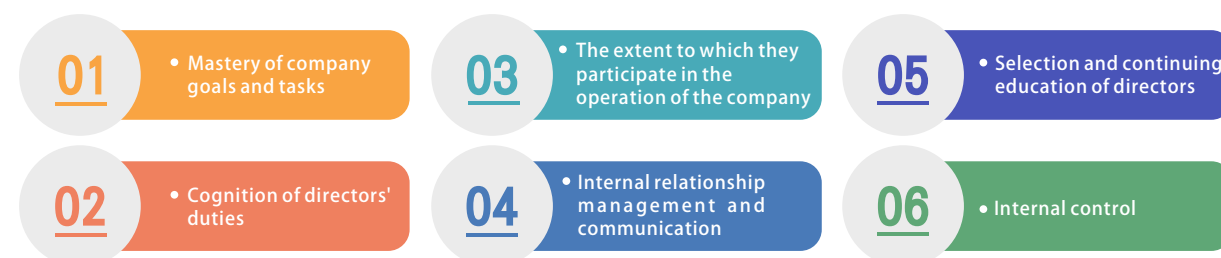 01
• Mastery of company
goals and tasks
02
• Cognition of directors'
duties
03
• The extent to which they
participate in the
operation of the company
04
• Internal relationship
management and
communication
05
• Selection and continuing
education of directors
06
• Internal control